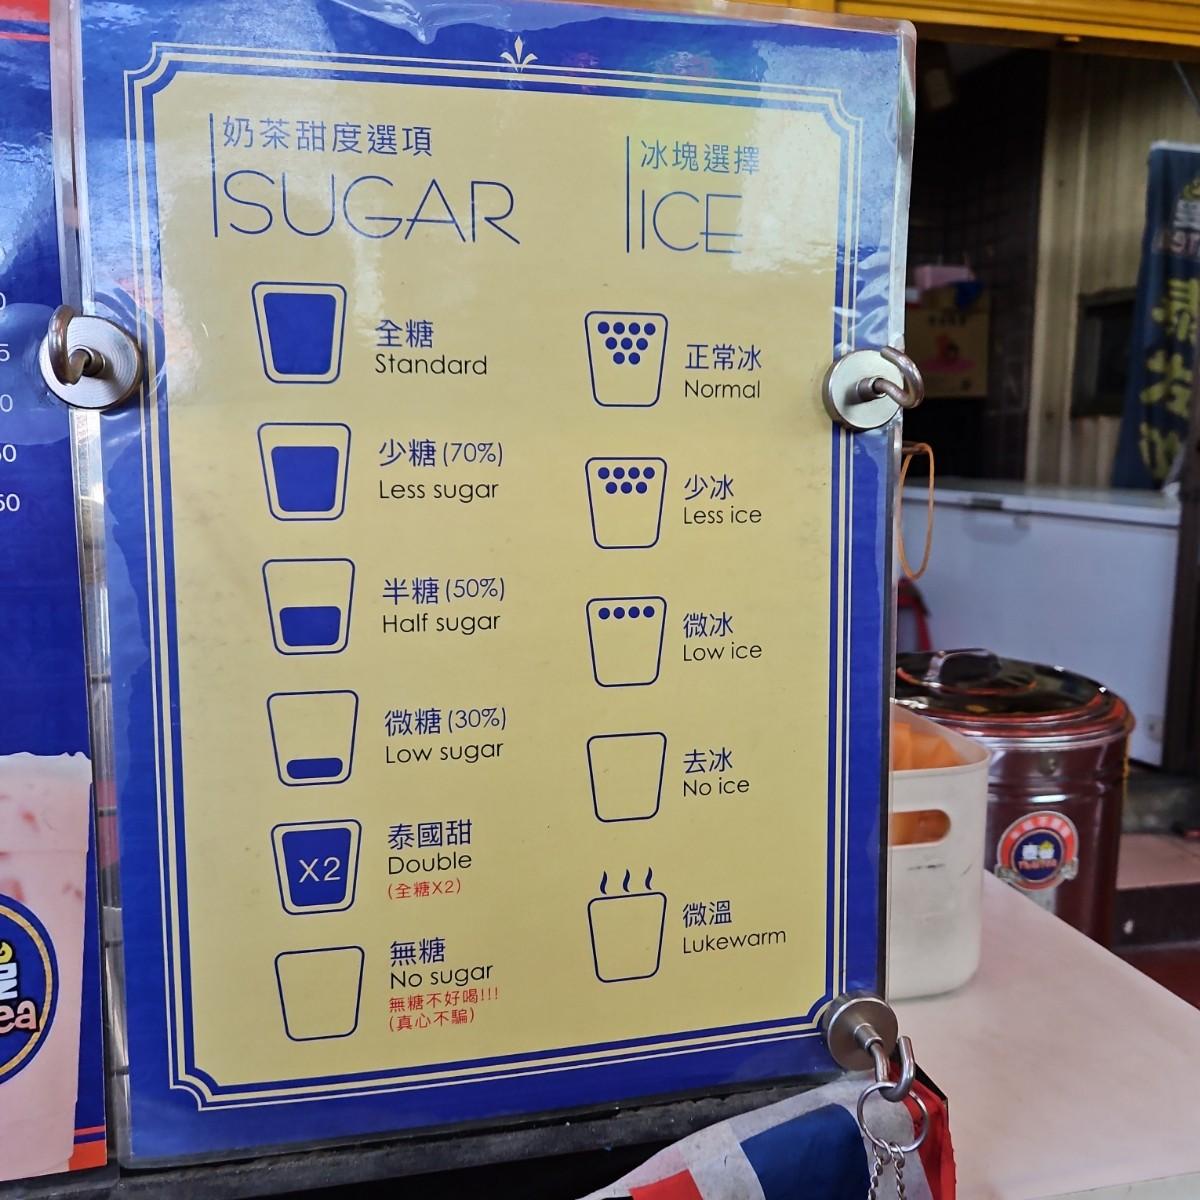 奶茶甜度選項
SUGAR
全糖
Standard
少糖 (70%)
Less sugar
半糖 (50%)
Half sugar
微糖 (30%)
Low sugar
X2
泰國甜
Double
(全糖X2)
無糖
No sugar
無糖不好喝!!!
(真心不騙)
冰塊選擇
ICE
正常冰
Normal
少冰
Less ice
微冰
Low ice
去冰
No ice
微溫
Lukewarm